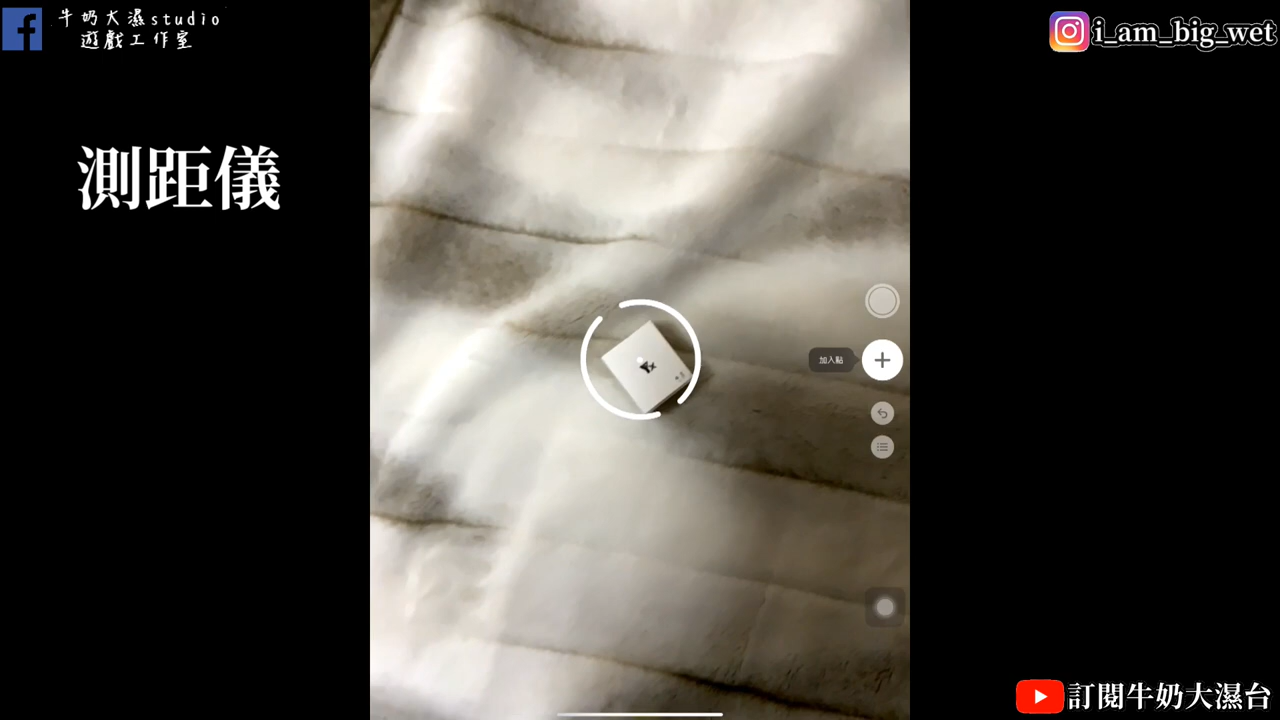 牛奶大濕studio
遊戲工作室
i_am_big_wet
測距儀
加入點
訂閱牛奶大濕台